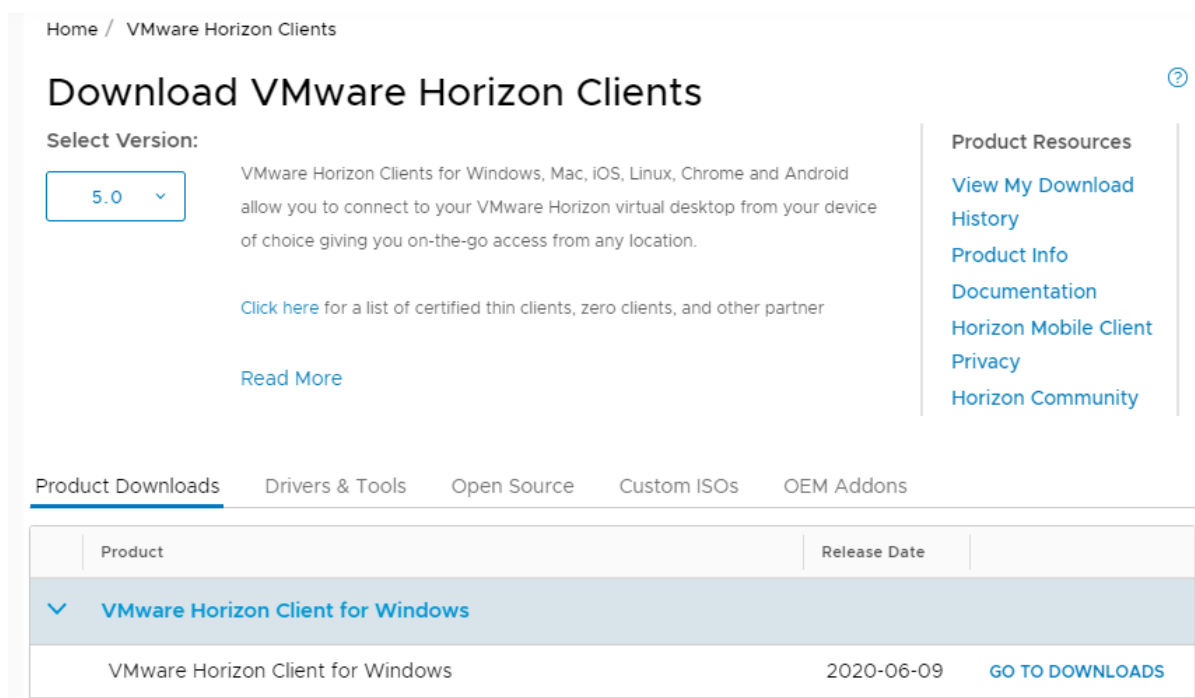 Home / VMware Horizon Clients
Download VMware Horizon Clients
?
Select Version:
5.0
VMware Horizon Clients for Windows, Mac, iOS, Linux, Chrome and Android
allow you to connect to your VMware Horizon virtual desktop from your device
of choice giving you on-the-go access from any location.
Click here for a list of certified thin clients, zero clients, and other partner
Read More
Product Resources
View My Download
History
Product Info
Documentation
Horizon Mobile Client
Privacy
Horizon Community
Product Downloads Drivers & Tools Open Source Custom ISOs OEM Addons
Product Release Date
VMware Horizon Client for Windows
VMware Horizon Client for Windows 2020-06-09 GO TO DOWNLOADS